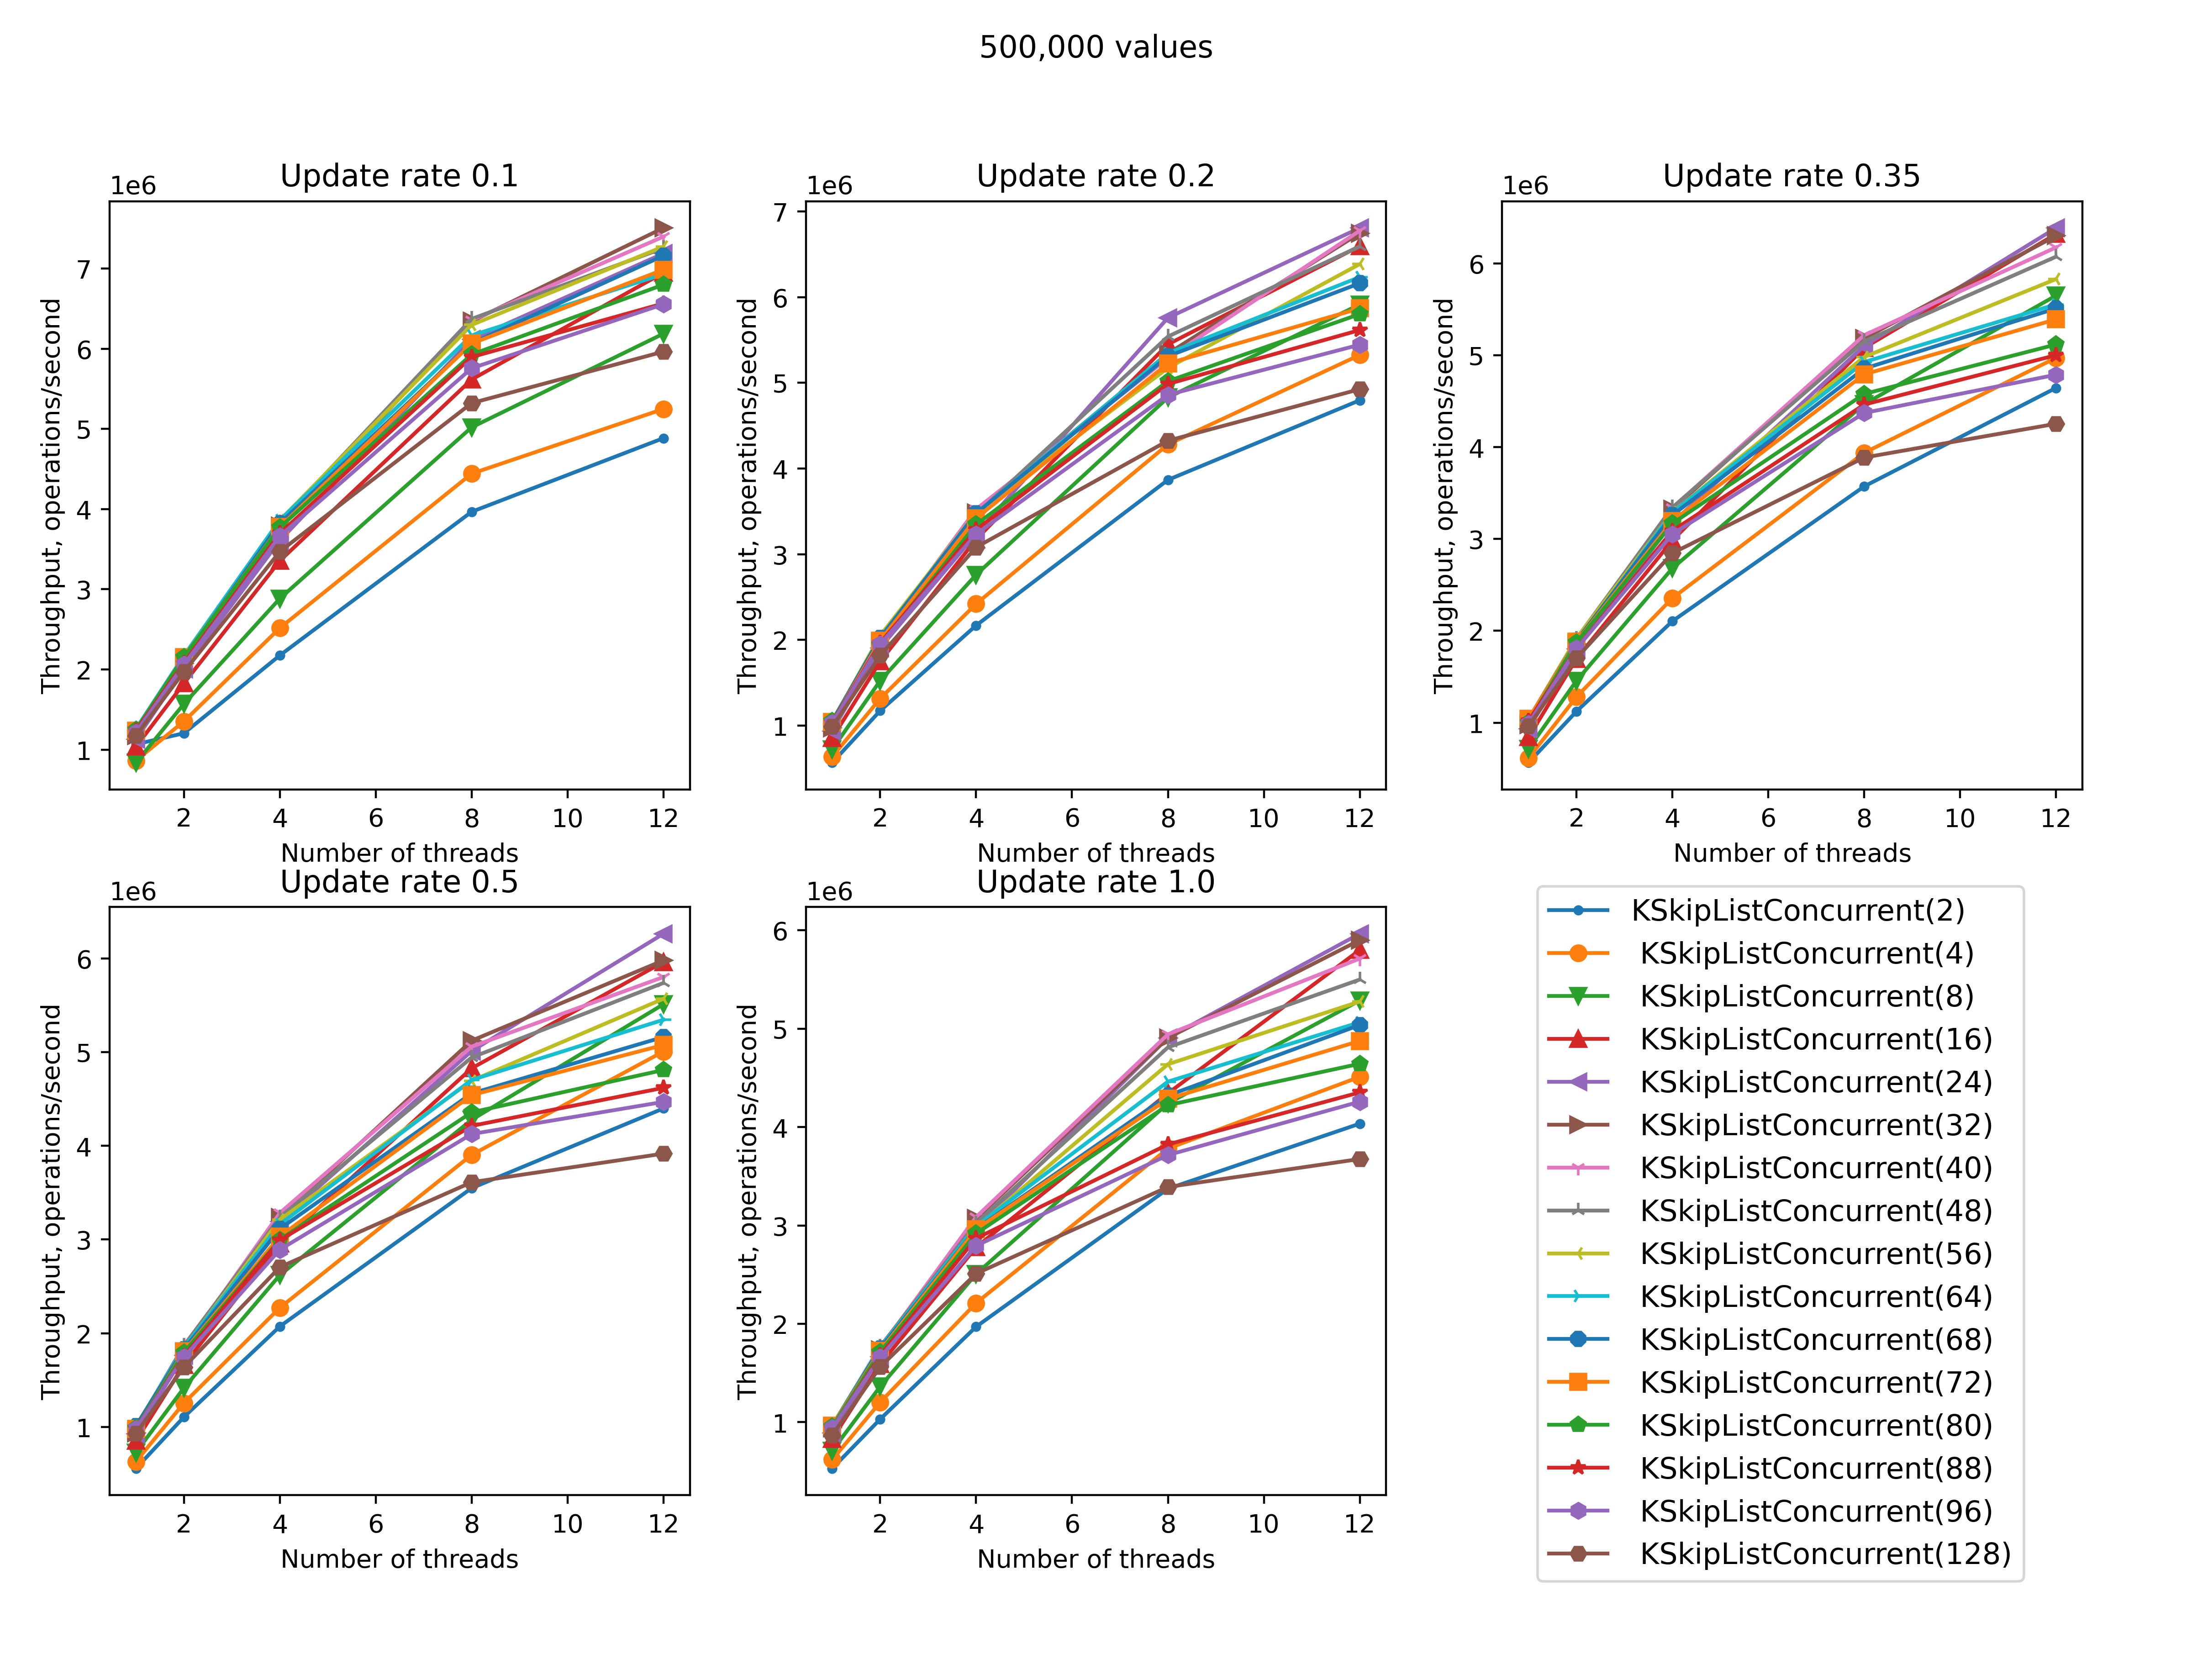 500,000 values
Update rate 0.1
1e6
7
6
5
4
3
2
1
Throughput, operations/second
2 4 6 8 10 12
Number of threads
Update rate 0.2
1e6
7
6
5
4
3
2
1
Throughput, operations/second
2 4 6 8 10 12
Number of threads
Update rate 0.35
1e6
6
5
4
3
2
1
Throughput, operations/second
2 4 6 8 10 12
Number of threads
Update rate 0.5
1e6
6
5
4
3
2
1
Throughput, operations/second
2 4 6 8 10 12
Number of threads
Update rate 1.0
1e6
6
5
4
3
2
1
Throughput, operations/second
2 4 6 8 10 12
Number of threads
KSkipListConcurrent(2)
KSkipListConcurrent(4)
KSkipListConcurrent(8)
KSkipListConcurrent(16)
KSkipListConcurrent(24)
KSkipListConcurrent(32)
KSkipListConcurrent(40)
KSkipListConcurrent(48)
KSkipListConcurrent(56)
KSkipListConcurrent(64)
KSkipListConcurrent(68)
KSkipListConcurrent(72)
KSkipListConcurrent(80)
KSkipListConcurrent(88)
KSkipListConcurrent(96)
KSkipListConcurrent(128)